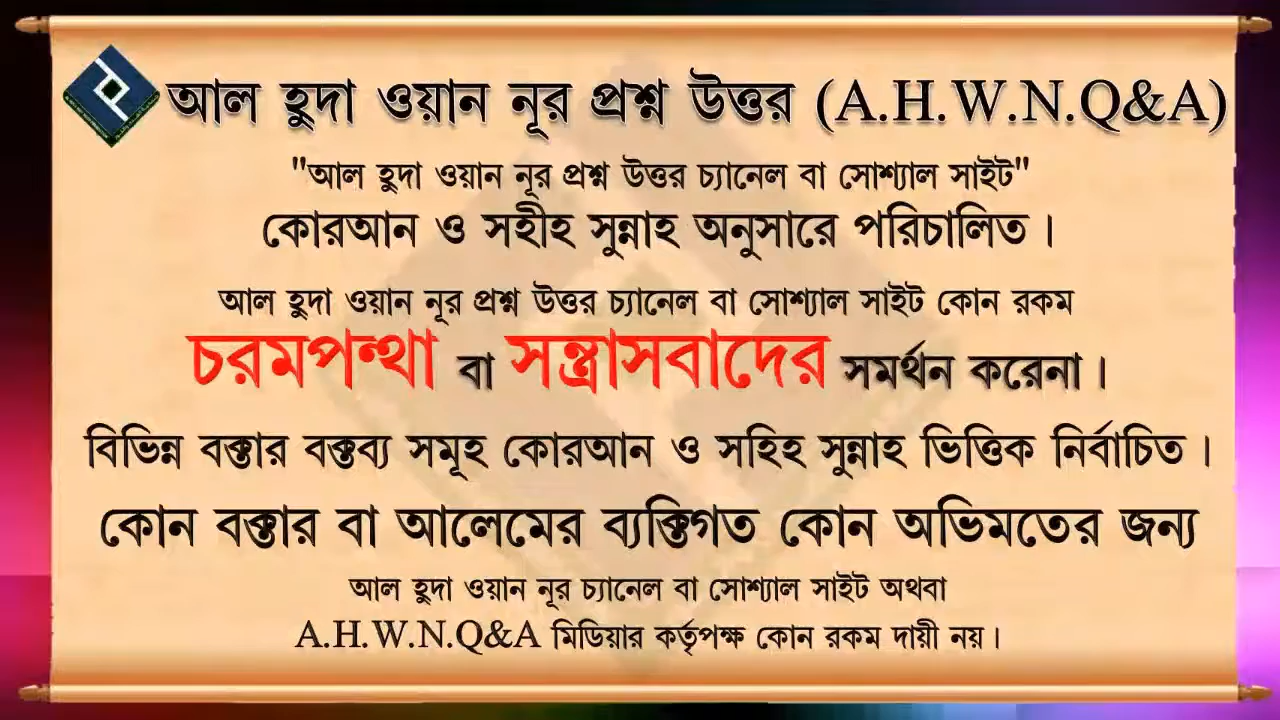 আল হুদা ওয়ান নূর প্রশ্ন উত্তর (A.H.W.N.Q&A)
"আল হুদা ওয়ান নূর প্রশ্ন উত্তর চ্যানেল বা সোশ্যাল সাইট"
কোরআন ও সহীহ সুন্নাহ অনুসারে পরিচালিত।
আল হুদা ওয়ান নূর প্রশ্ন উত্তর চ্যানেল বা সোশ্যাল সাইট কোন রকম
চরমপন্থা বা সন্ত্রাসবাদের সমর্থন করেনা।
বিভিন্ন বক্তার বক্তব্য সমূহ কোরআন ও সহিহ সুন্নাহ ভিত্তিক নির্বাচিত।
কোন বক্তার বা আলেমের ব্যক্তিগত কোন অভিমতের জন্য
আল হুদা ওয়ান নূর চ্যানেল বা সোশ্যাল সাইট অথবা
A.H.W.N.Q&A মিডিয়ার কর্তৃপক্ষ কোন রকম দায়ী নয়।